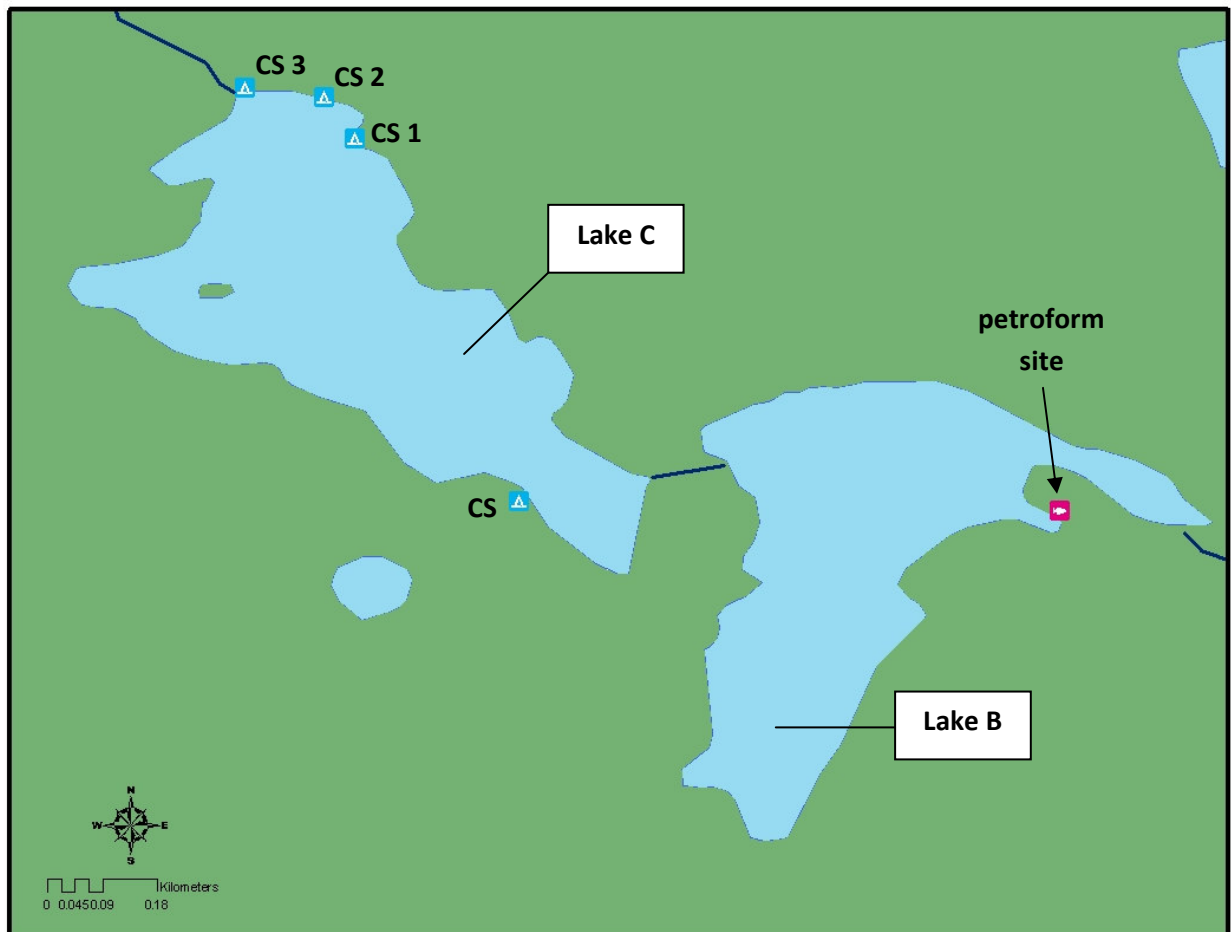 CS 3
CS 2
CS 1
Lake C
petroform
site
CS
Lake B
N
W E
S
Kilometers
0 0.0450.09 0.18